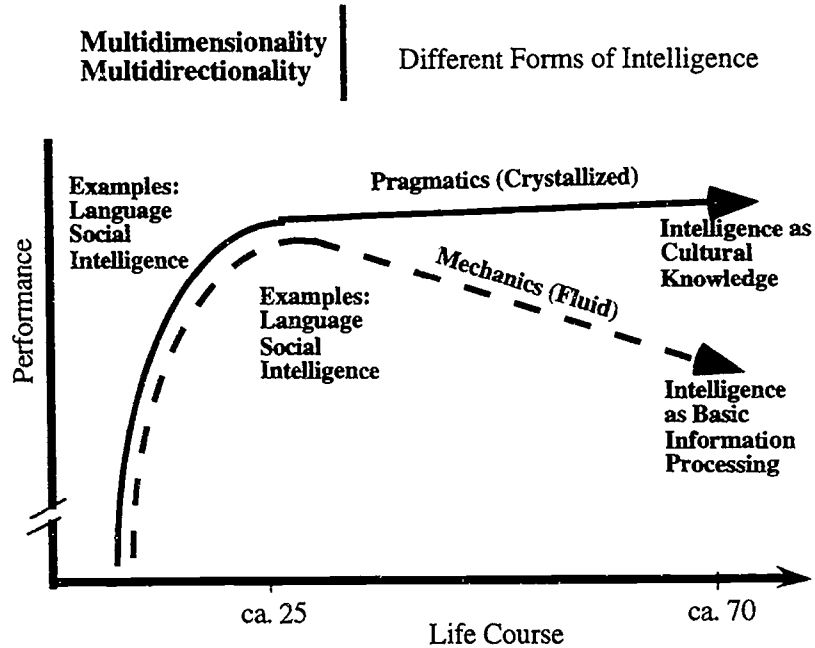 Multidimensionality
Multidirectionality
Different Forms of Intelligence
Examples:
Language
Social
Intelligence
Pragmatics (Crystallized)
Intelligence as
Cultural
Knowledge
Mechanics (Fluid)
Examples:
Language
Social
Intelligence
Intelligence
as Basic
Information
Processing
Performance
ca. 25
ca. 70
Life Course